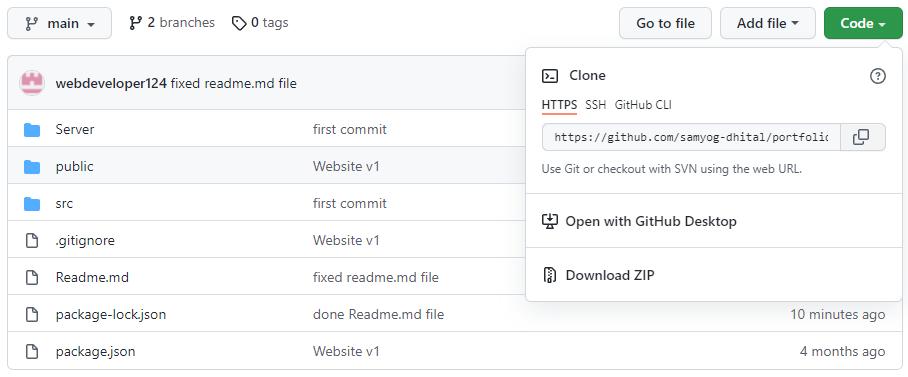 main 2 branches 0 tags Go to file Add file Code
webdeveloper124 fixed readme.md file
Clone
HTTPS SSH GitHub CLI
https://github.com/samyog-dhital/portfolio
Use Git or checkout with SVN using the web URL.
Open with GitHub Desktop
Download ZIP
Server first commit
public Website v1
src first commit
.gitignore Website v1
Readme.md fixed readme.md file
package-lock.json done Readme.md file 10 minutes ago
package.json Website v1 4 months ago